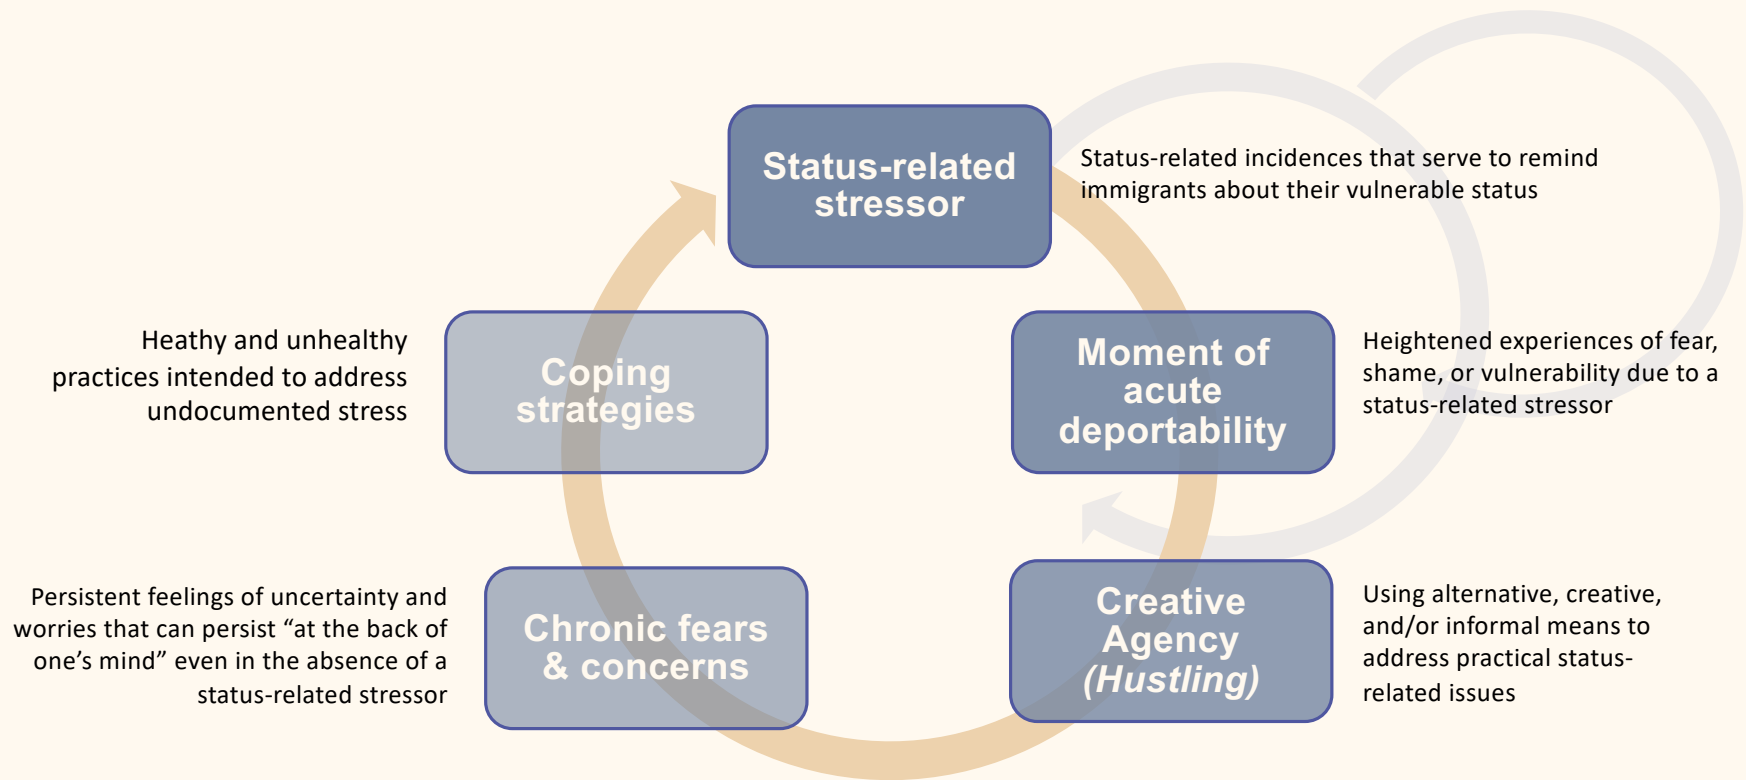 Status-related
stressor
Status-related incidences that serve to remind
immigrants about their vulnerable status
Moment of
acute
deportability
Heightened experiences of fear,
shame, or vulnerability due to a
status-related stressor
Creative
Agency
(Hustling)
Using alternative, creative,
and/or informal means to
address practical status-
related issues
Chronic fears
& concerns
Persistent feelings of uncertainty and
worries that can persist “at the back of
one’s mind” even in the absence of a
status-related stressor
Coping
strategies
Heathy and unhealthy
practices intended to address
undocumented stress